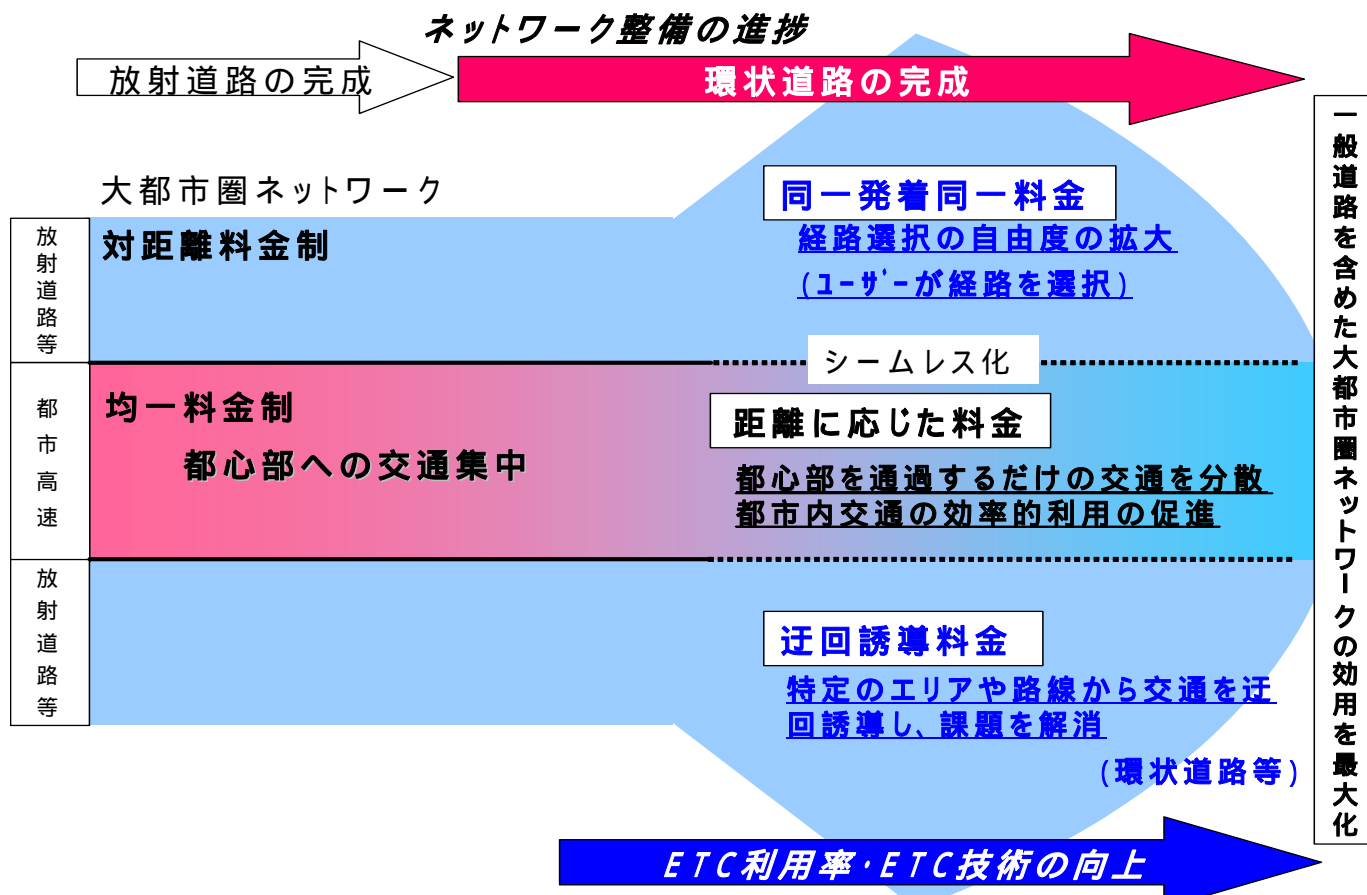 ネットワーク整備の進捗
放射道路の完成
環状道路の完成
大都市圏ネットワーク
放射道路等
対距離料金制
同一発着同一料金
経路選択の自由度の拡大
(ユーザーが経路を選択)
シームレス化
都市高速
均一料金制
都心部への交通集中
距離に応じた料金
都心部を通過するだけの交通を分散
都市内交通の効率的利用の促進
放射道路等
迂回誘導料金
特定のエリアや路線から交通を迂
回誘導し、課題を解消
(環状道路等)
ETC利用率・ETC技術の向上
一般道路を含めた大都市圏ネットワークの効用を最大化